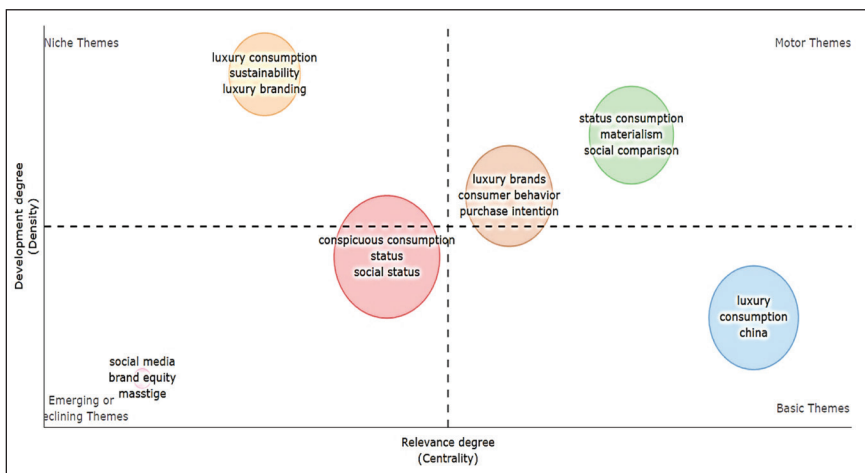 Niche Themes
Motor Themes
luxury consumption
sustainability
luxury branding
status consumption
materialism
social comparison
luxury brands
consumer behavior
purchase intention
conspicuous consumption
status
social status
luxury
consumption
china
social media
brand equity
masstige
Emerging or
eclining Themes
Basic Themes
Development degree
(Density)
Relevance degree
(Centrality)